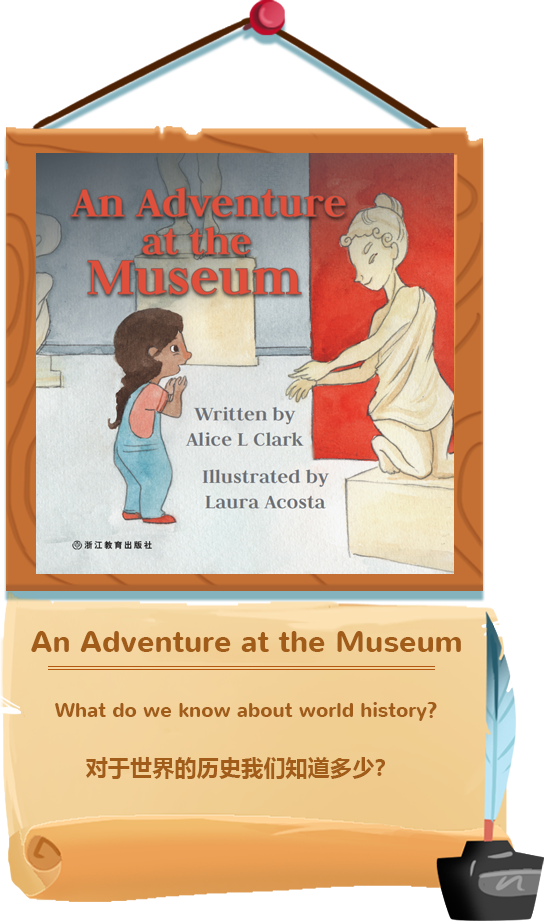 An Adventure
at the
Museum
Written by
Alice L Clark
Illustrated by
Laura Acosta
浙江教育出版社
An Adventure at the Museum
What do we know about world history?
对于世界的历史我们知道多少?